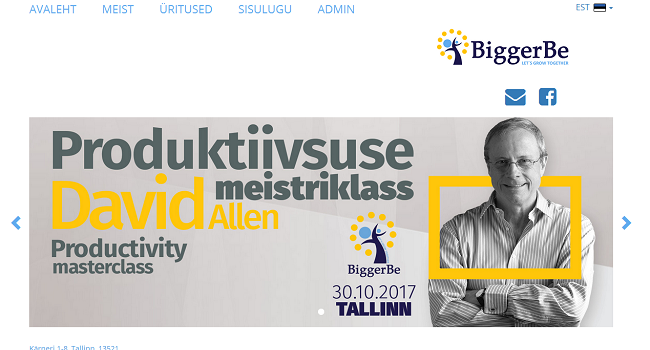 AVALEHT MEIST ÜRITUSED SISULUGU ADMIN EST
BiggerBe
LET'S GROW TOGETHER
Produktiivsuse
meistriklass
David Allen
Productivity
masterclass
BiggerBe
30.10.2017
TALLINN
Kärneri 1-8, Tallinn, 13521